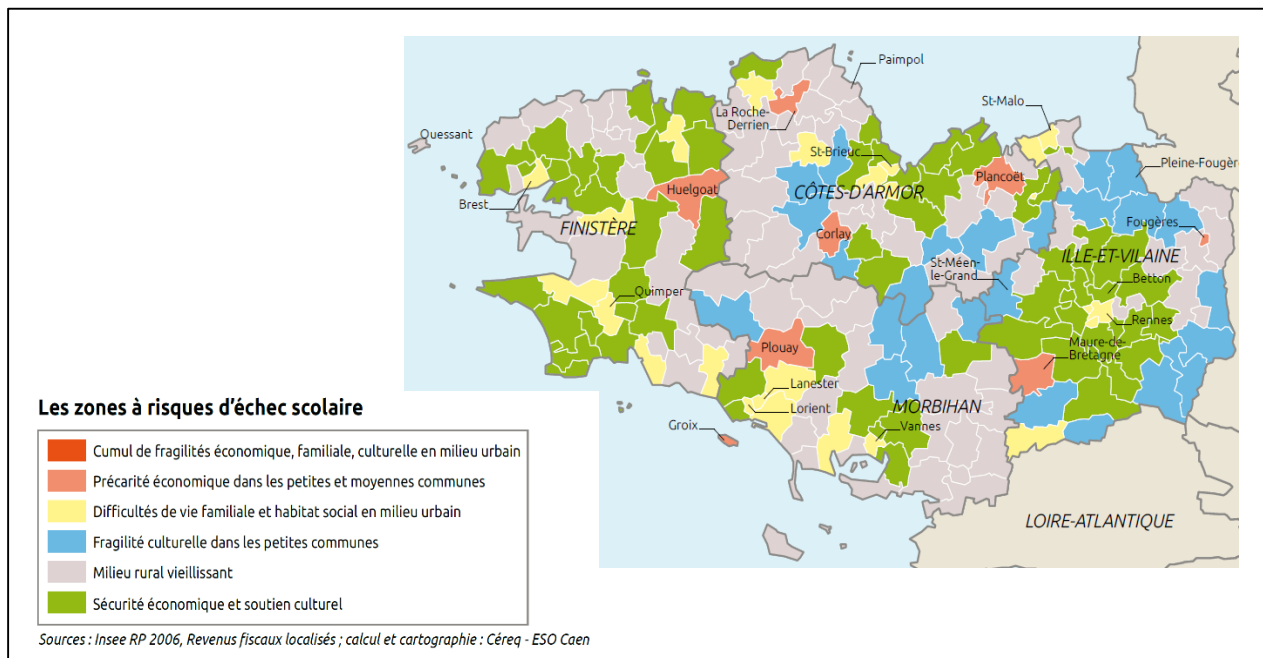 Paimpol
St-Malo
La Roche-
Derrien
Ouessant
St-Brieuc
Pleine-Fougère
Plancoët
Huelgoat
CÔTES-D'ARMOR
Brest
Fougères
FINISTÈRE
Corlay
ILLE-ET-VILAINE
St-Méen-
le-Grand
Betton
Quimper
Rennes
Plouay
Maure-de-
Bretagne
Lanester
Lorient
MORBIHAN
Groix
Vannes
LOIRE-ATLANTIQUE
Les zones à risques d'échec scolaire
Cumul de fragilités économique, familiale, culturelle en milieu urbain
Précarité économique dans les petites et moyennes communes
Difficultés de vie familiale et habitat social en milieu urbain
Fragilité culturelle dans les petites communes
Milieu rural vieillissant
Sécurité économique et soutien culturel
Sources : Insee RP 2006, Revenus fiscaux localisés ; calcul et cartographie : Céreq - ESO Caen